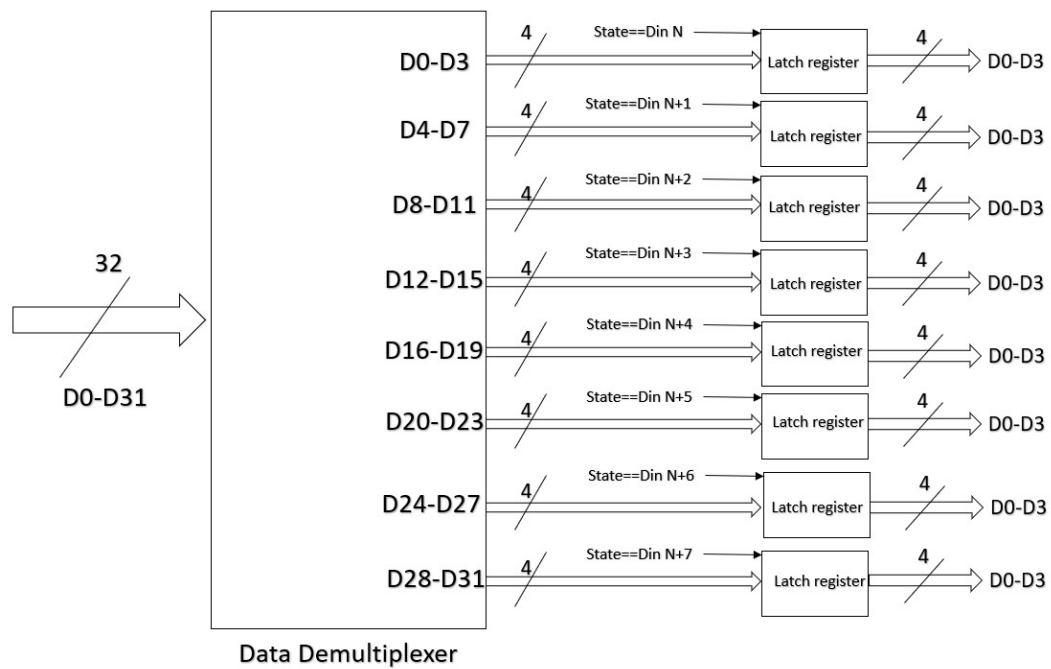 4 State==Din N 4
D0-D3 Latch register D0-D3
4 State==Din N+1 4
D4-D7 Latch register D0-D3
4 State==Din N+2 4
D8-D11 Latch register D0-D3
32
4 State==Din N+3 4
D12-D15 Latch register D0-D3
4 State==Din N+4 4
D16-D19 Latch register D0-D3
D0-D31
4 State==Din N+5 4
D20-D23 Latch register D0-D3
4 State==Din N+6 4
D24-D27 Latch register D0-D3
4 State==Din N+7 4
D28-D31 Latch register D0-D3
Data Demultiplexer